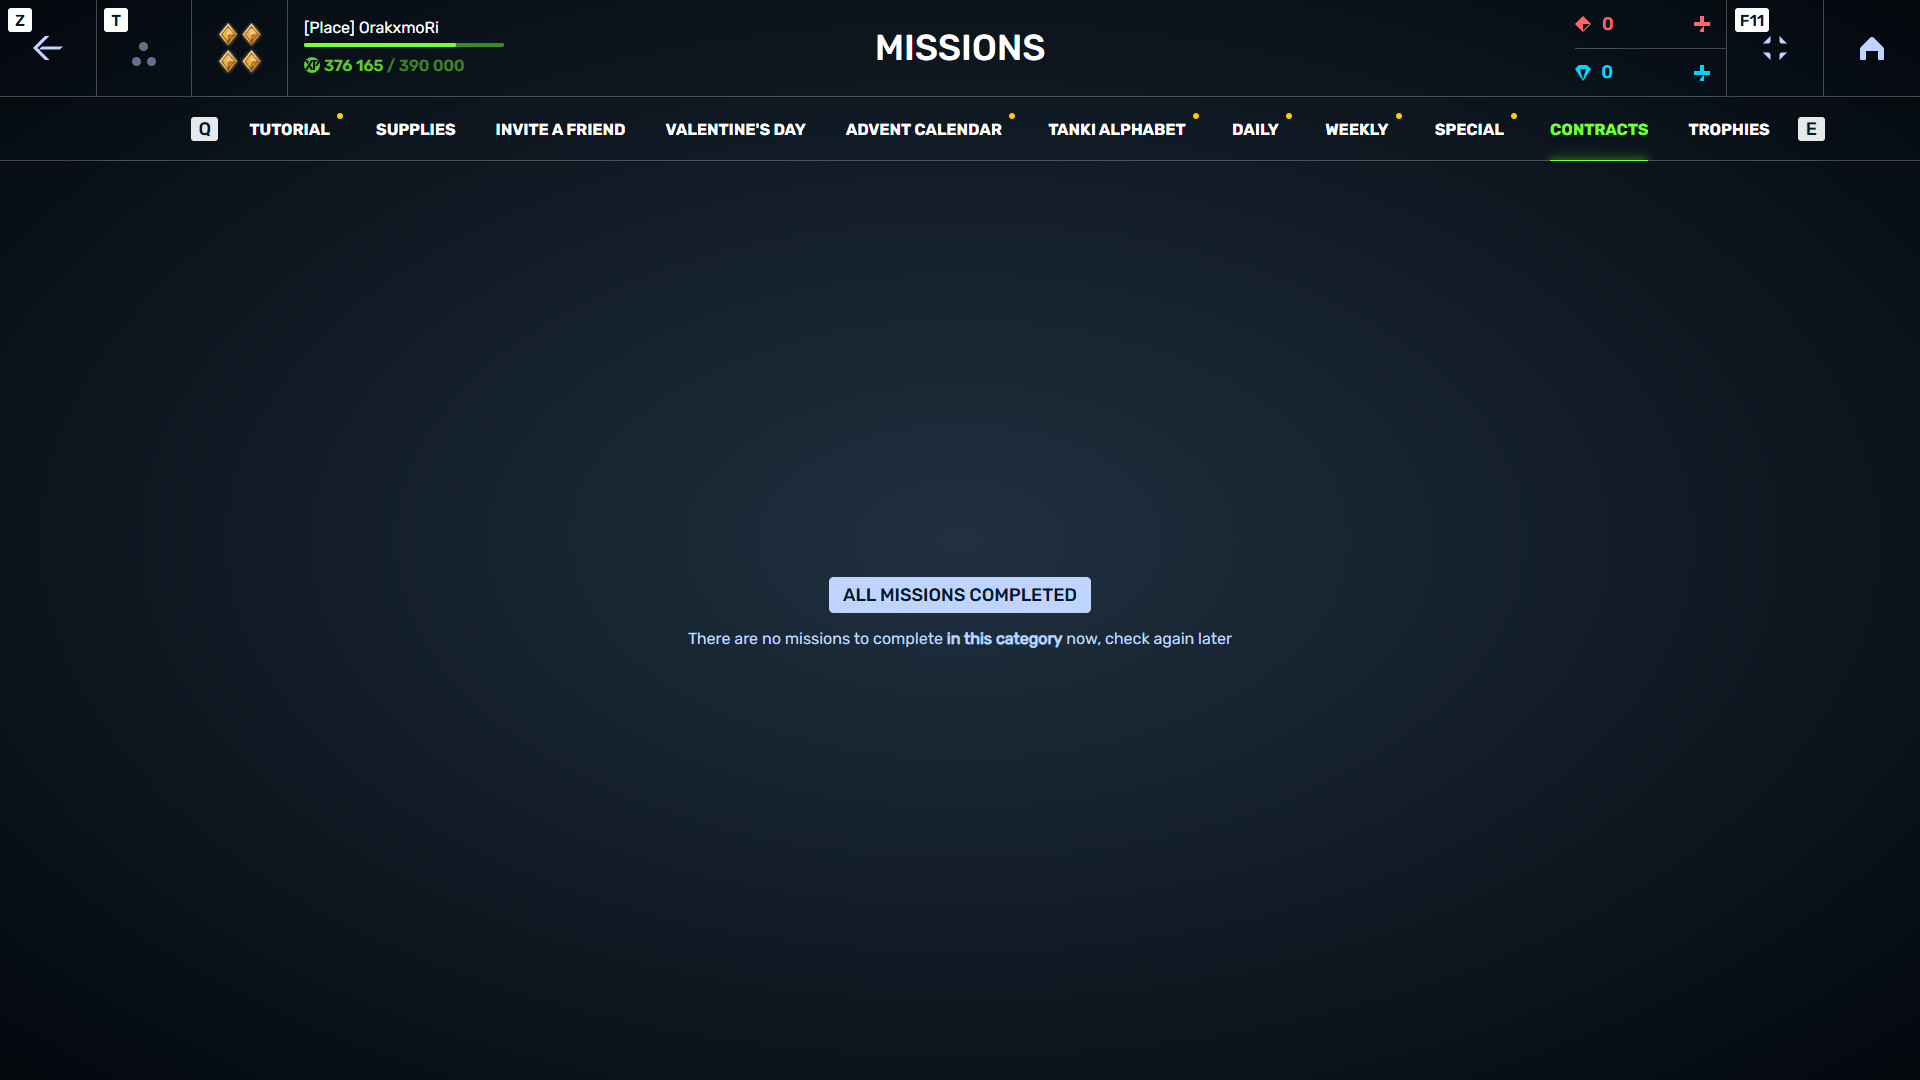 Z
T
[Place] OrakxmoRi
XP 376 165 / 390 000
MISSIONS
0
0
F11
Q TUTORIAL SUPPLIES INVITE A FRIEND VALENTINE'S DAY ADVENT CALENDAR TANKI ALPHABET DAILY WEEKLY SPECIAL CONTRACTS TROPHIES E
ALL MISSIONS COMPLETED
There are no missions to complete in this category now, check again later